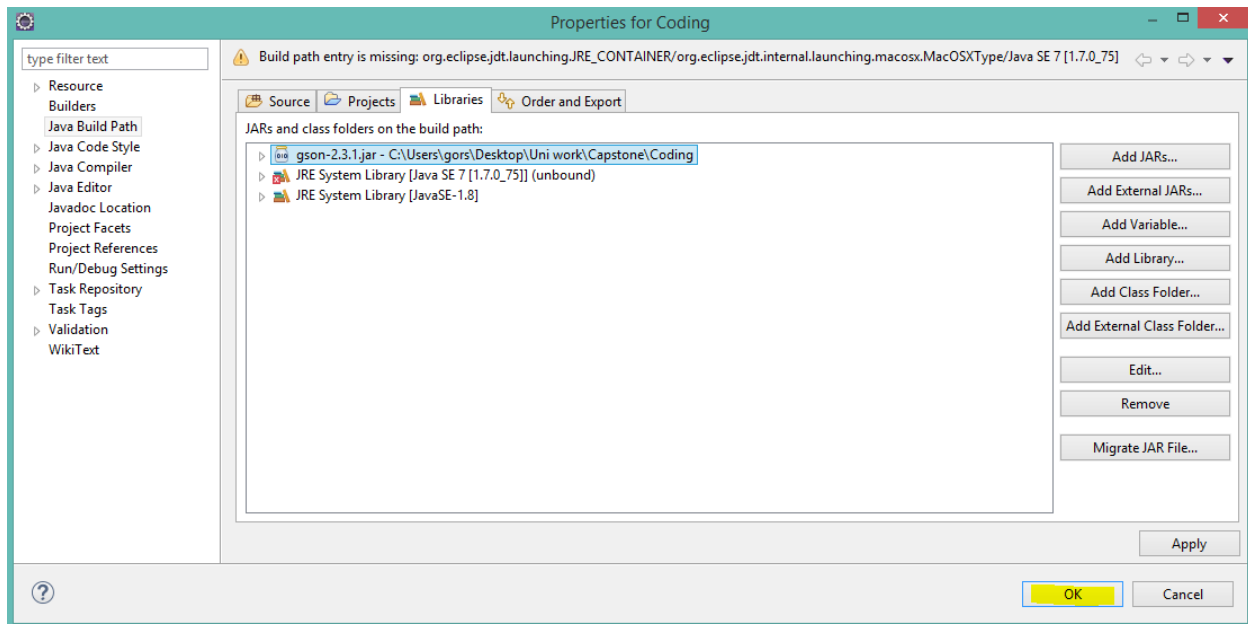 Properties for Coding
type filter text
Resource
Builders
Java Build Path
Java Code Style
Java Compiler
Java Editor
Javadoc Location
Project Facets
Project References
Run/Debug Settings
Task Repository
Task Tags
Validation
WikiText
Build path entry is missing: org.eclipse.jdt.launching.JRE_CONTAINER/org.eclipse.jdt.internal.launching.macosx.MacOSXType/Java SE 7 [1.7.0_75]
Source Projects Libraries Order and Export
JARs and class folders on the build path:
gson-2.3.1.jar - C:\Users\gors\Desktop\Uni work\Capstone\Coding
JRE System Library [Java SE 7 [1.7.0_75]] (unbound)
JRE System Library [JavaSE-1.8]
Add JARs...
Add External JARs...
Add Variable...
Add Library...
Add Class Folder...
Add External Class Folder...
Edit...
Remove
Migrate JAR File...
Apply
OK Cancel